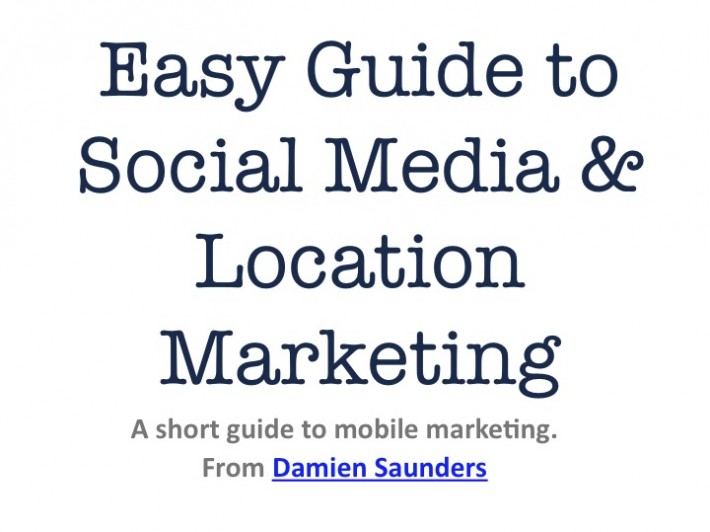 Easy Guide to
Social Media &
Location
Marketing
A short guide to mobile marketing.
From Damien Saunders